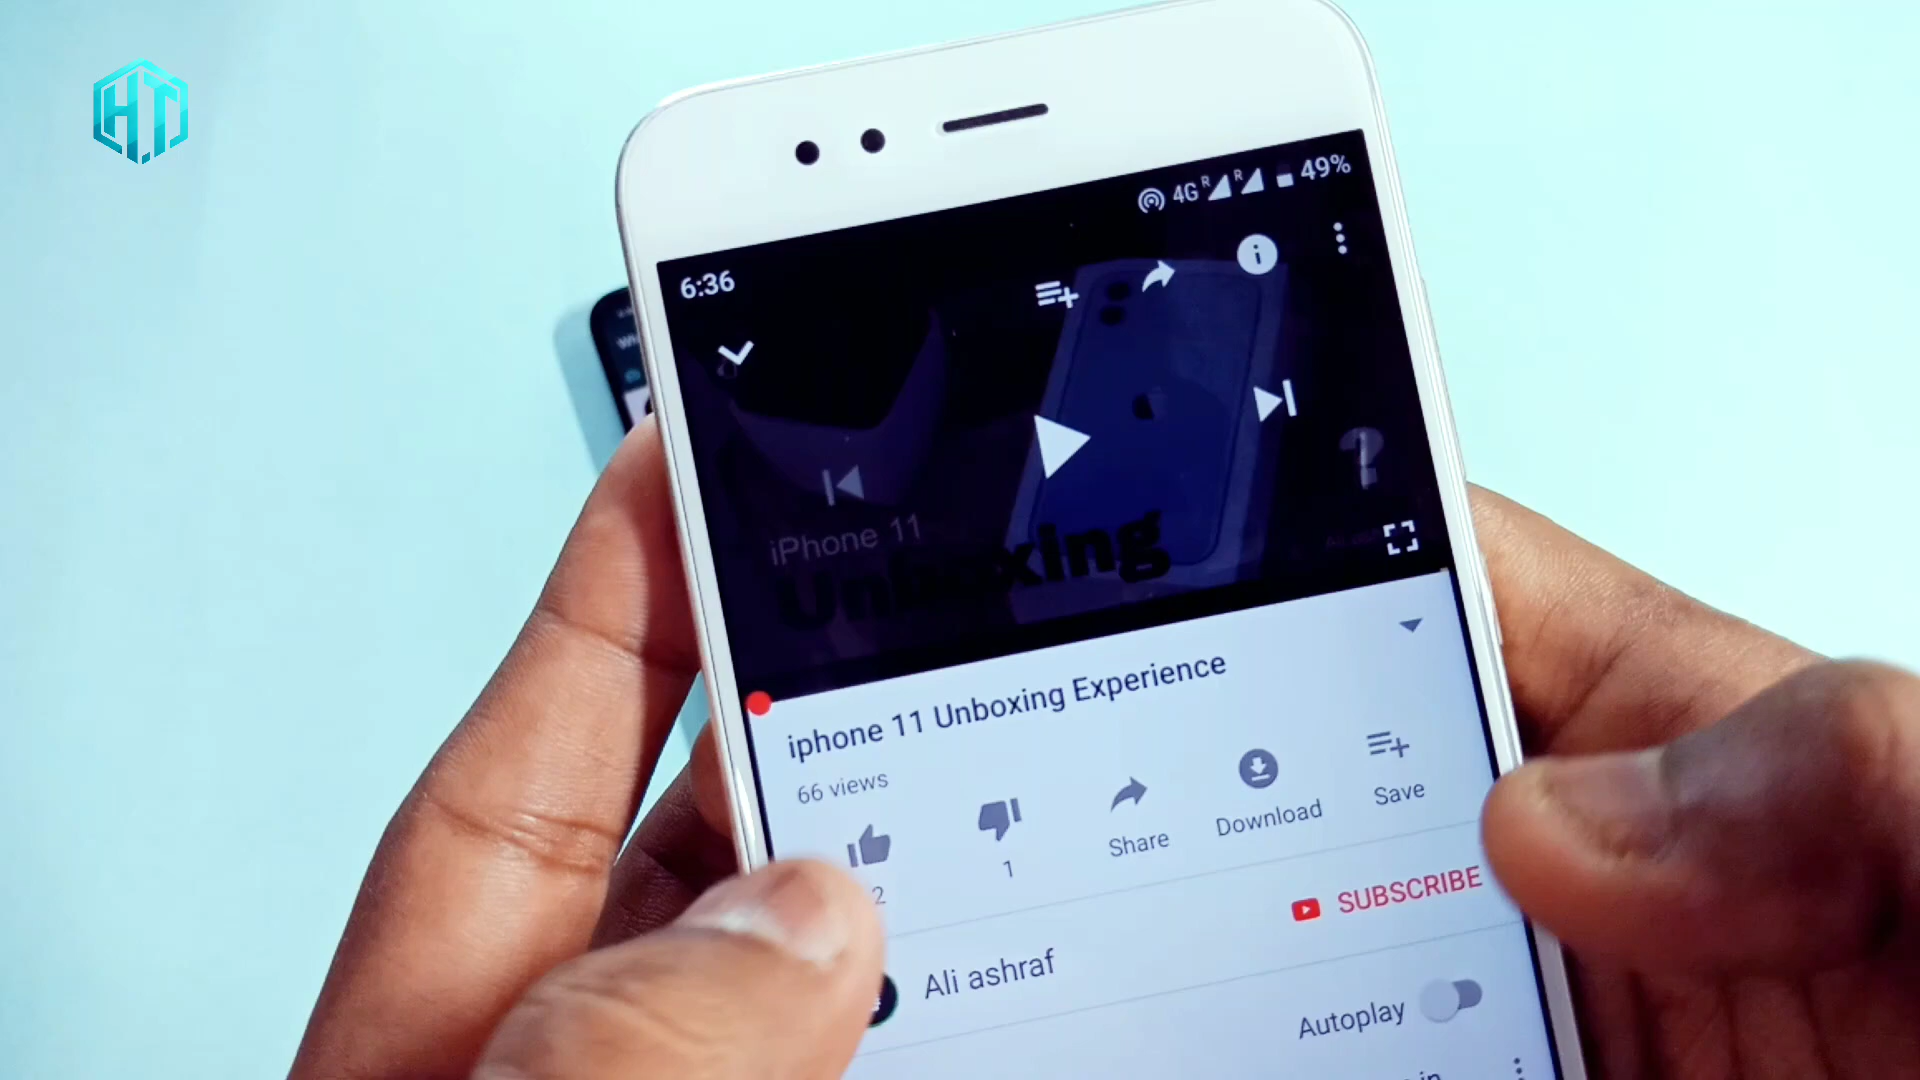 HT
4G R R 49%
6:36
iPhone 11
Unboxing
iphone 11 Unboxing Experience
66 views
2
1
Share
Download
Save
SUBSCRIBE
Ali ashraf
Autoplay